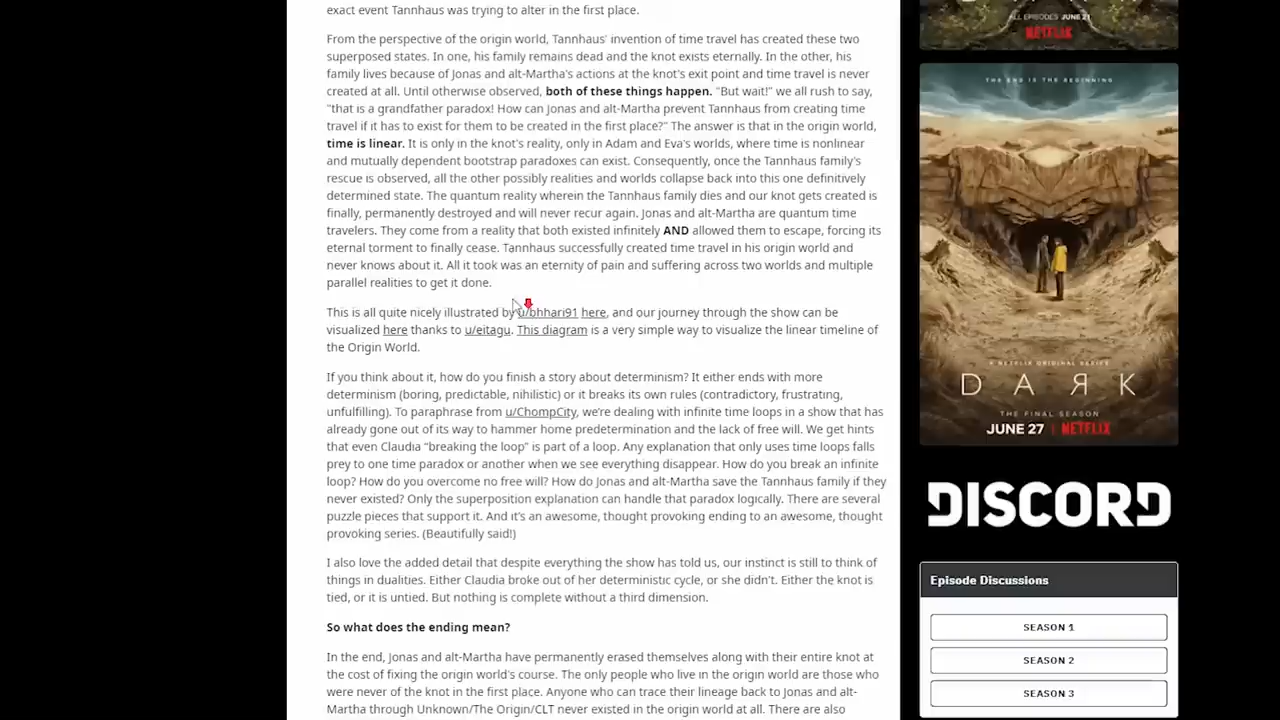 exact event Tannhaus was trying to alter in the first place.
perspective of the origin world, Tannhaus' invention of time travel has created these two
superposed states. In one, his family remains dead and the knot exists eternally. In the other, his
family lives because of Jonas and alt-Martha's actions at the knot's exit point and time travel is never
created at all. Until otherwise observed, both of these things happen. "But wait!" we all rush to say,
"that is a grandfather paradox! How can Jonas and alt-Martha prevent Tannhaus from creating time
travel if it has to exist for them to be created in the first place?" The answer is that in the origin world,
time is linear. It is only in the knot's reality, only in Adam and Eva's worlds, where time is nonlinear
and mutually dependent bootstrap paradoxes can exist. Consequently, once the Tannhaus family's
rescue is observed, all the other possibly realities and worlds collapse back into this one definitively
determined state. The quantum reality wherein the Tannhaus family dies and our knot gets created is
finally, permanently destroyed and will never recur again. Jonas and alt-Martha are quantum time
travelers. They come from a reality that both existed infinitely AND allowed them to escape, forcing its
eternal torment to finally cease. Tannhaus successfully created time travel in his origin world and
never knows about it. All it took was an eternity of pain and suffering across two worlds and multiple
parallel realities to get it done.
This is all quite nicely illustrated by u/bhhari91 here, and our journey through the show can be
visualized here thanks to u/eitagu. This diagram is a very simple way to visualize the linear timeline of
the Origin World.
If you think about it, how do you finish a story about determinism? It either ends with more
determinism (boring, predictable, nihilistic) or it breaks its own rules (contradictory, frustrating,
unfulfilling). To paraphrase from u/ChompCity, we're dealing with infinite time loops in a show that has
already gone out of its way to hammer home predetermination and the lack of free will. We get hints
that even Claudia "breaking the loop" is part of a loop. Any explanation that only uses time loops falls
prey to one time paradox or another when we see everything disappear. How do you break an infinite
loop? How do you overcome no free will? How do Jonas and alt-Martha save the Tannhaus family if they
never existed? Only the superposition explanation can handle that paradox logically. There are several
puzzle pieces that support it. And it's an awesome, thought provoking ending to an awesome, thought
provoking series. (Beautifully said!)
I also love the added detail that despite everything the show has told us, our instinct is still to think of
things in dualities. Either Claudia broke out of her deterministic cycle, or she didn't. Either the knot is
tied, or it is untied. But nothing is complete without a third dimension.
So what does the ending mean?
In the end, Jonas and alt-Martha have permanently erased themselves along with their entire knot at
the cost of fixing the origin world's course. The only people who live in the origin world are those who
were never of the knot in the first place. Anyone who can trace their lineage back to Jonas and alt-
Martha through Unknown/The Origin/CLT never existed in the origin world at all. There are also
ALL EPISODES JUNE 21
NETFLIX
THE END IS THE BEGINNING
A NETFLIX ORIGINAL SERIES
DARK
THE FINAL SEASON
JUNE 27 | NETFLIX
DISCORD
Episode Discussions
SEASON 1
SEASON 2
SEASON 3